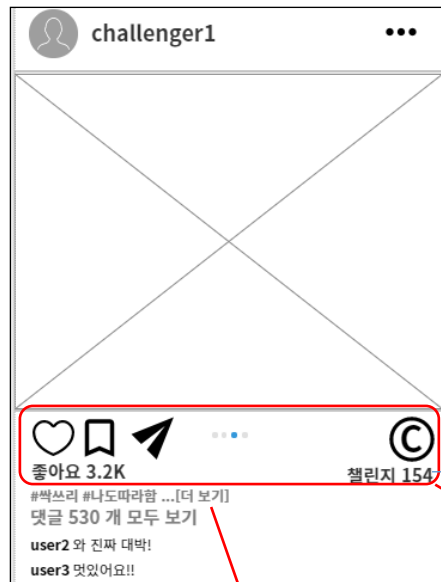 challenger1
좋아요 3.2K
챌린지 154
#싹쓰리 #나도따라함 ...[더 보기]
댓글 530 개 모두 보기
user2 와 진짜 대박!
user3 멋있어요!!